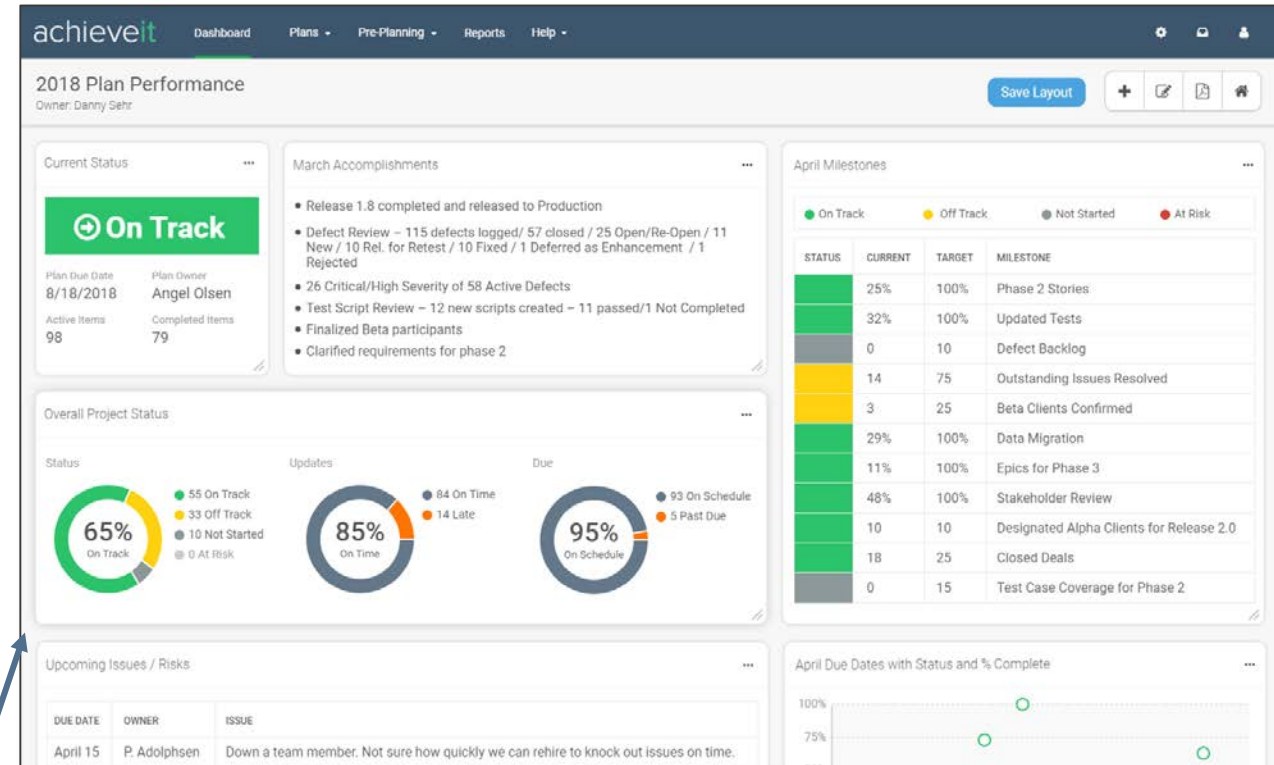 achieveit Dashboard Plans Pre-Planning Reports Help
2018 Plan Performance
Owner: Danny Sehr
Save Layout
Current Status
On Track
Plan Due Date Plan Owner
8/18/2018 Angel Olsen
Active Items Completed Items
98 79
March Accomplishments
• Release 1.8 completed and released to Production
• Defect Review – 115 defects logged/ 57 closed / 25 Open/Re-Open / 11
New / 10 Rel. for Retest / 10 Fixed / 1 Deferred as Enhancement / 1
Rejected
• 26 Critical/High Severity of 58 Active Defects
• Test Script Review – 12 new scripts created – 11 passed/1 Not Completed
• Finalized Beta participants
• Clarified requirements for phase 2
April Milestones
On Track Off Track Not Started At Risk
STATUS CURRENT TARGET MILESTONE
25% 100% Phase 2 Stories
32% 100% Updated Tests
0 10 Defect Backlog
14 75 Outstanding Issues Resolved
3 25 Beta Clients Confirmed
29% 100% Data Migration
11% 100% Epics for Phase 3
48% 100% Stakeholder Review
10 10 Designated Alpha Clients for Release 2.0
18 25 Closed Deals
0 15 Test Case Coverage for Phase 2
Overall Project Status
Status
65%
On Track
55 On Track
33 Off Track
10 Not Started
0 At Risk
Updates
85%
On Time
84 On Time
14 Late
Due
95%
On Schedule
93 On Schedule
5 Past Due
Upcoming Issues / Risks
DUE DATE OWNER ISSUE
April 15 P. Adolphsen Down a team member. Not sure how quickly we can rehire to knock out issues on time.
April Due Dates with Status and % Complete
100%
75%